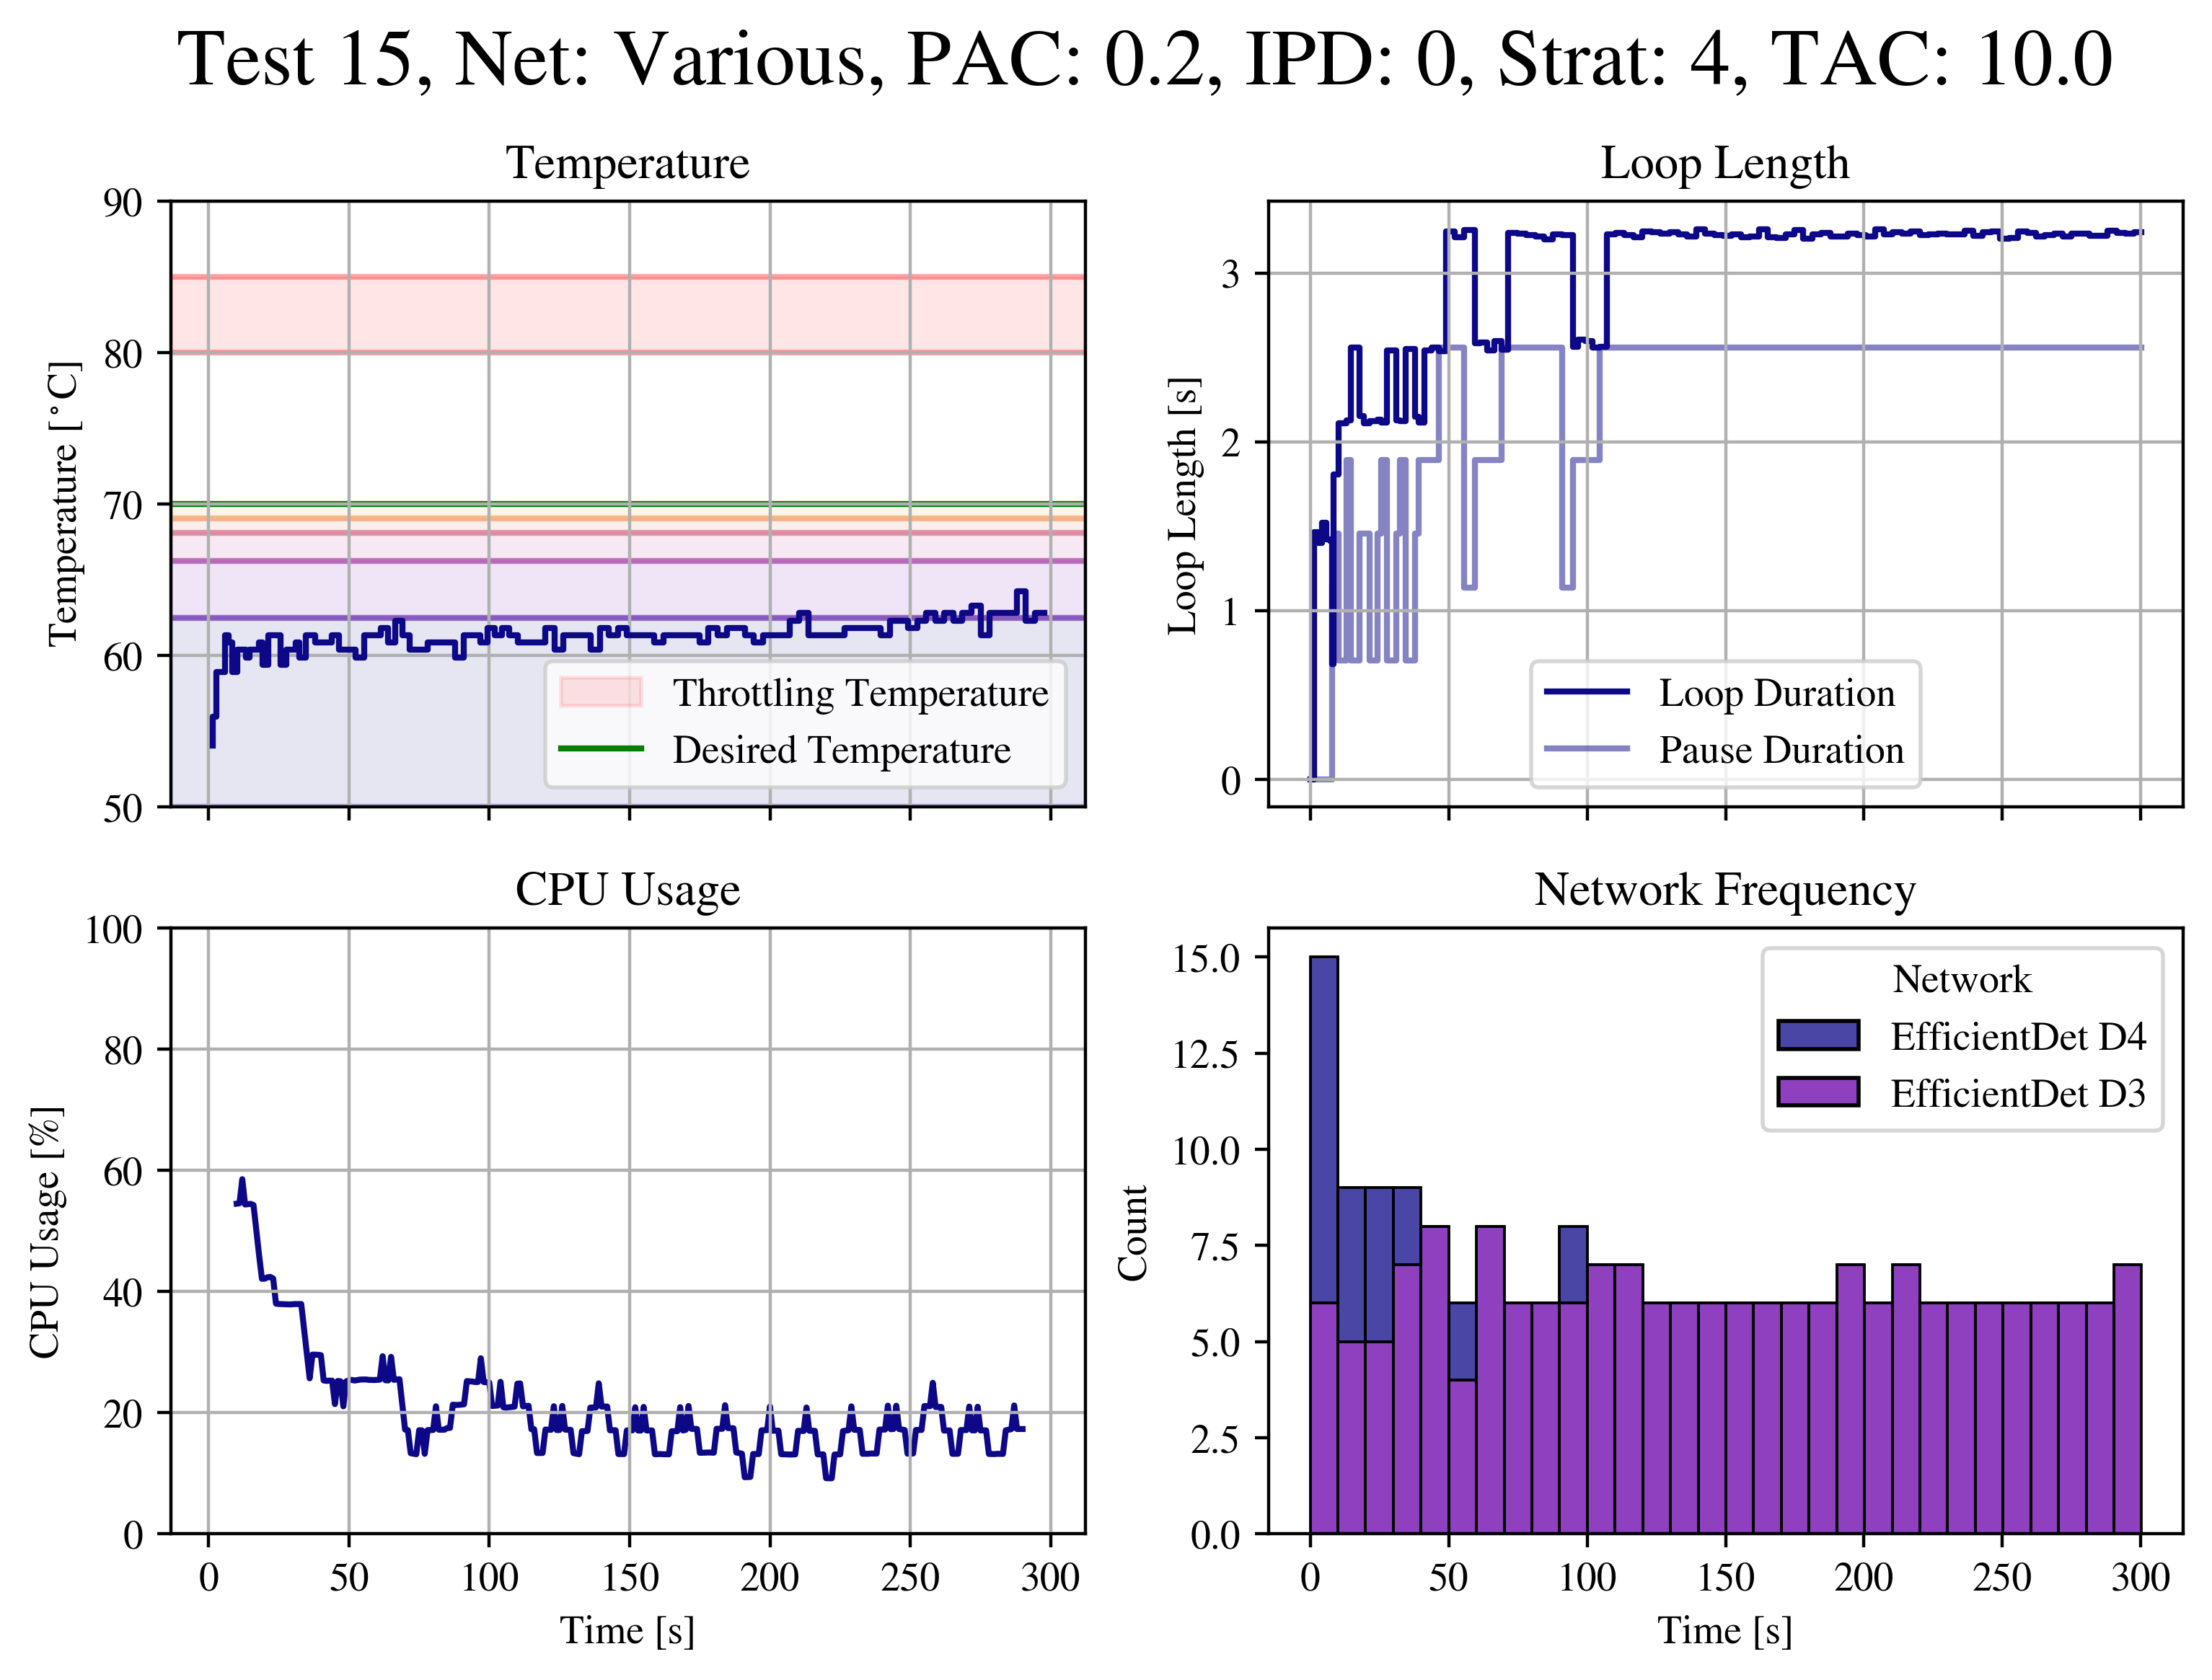 Test 15, Net: Various, PAC: 0.2, IPD: 0, Strat: 4, TAC: 10.0
Temperature
90
80
70
60
50
Temperature [°C]
Throttling Temperature
Desired Temperature
Loop Length
3
2
1
0
Loop Length [s]
Loop Duration
Pause Duration
CPU Usage
100
80
60
40
20
0
CPU Usage [%]
0 50 100 150 200 250 300
Time [s]
Network Frequency
15.0
12.5
10.0
7.5
5.0
2.5
0.0
Count
Network
EfficientDet D4
EfficientDet D3
0 50 100 150 200 250 300
Time [s]